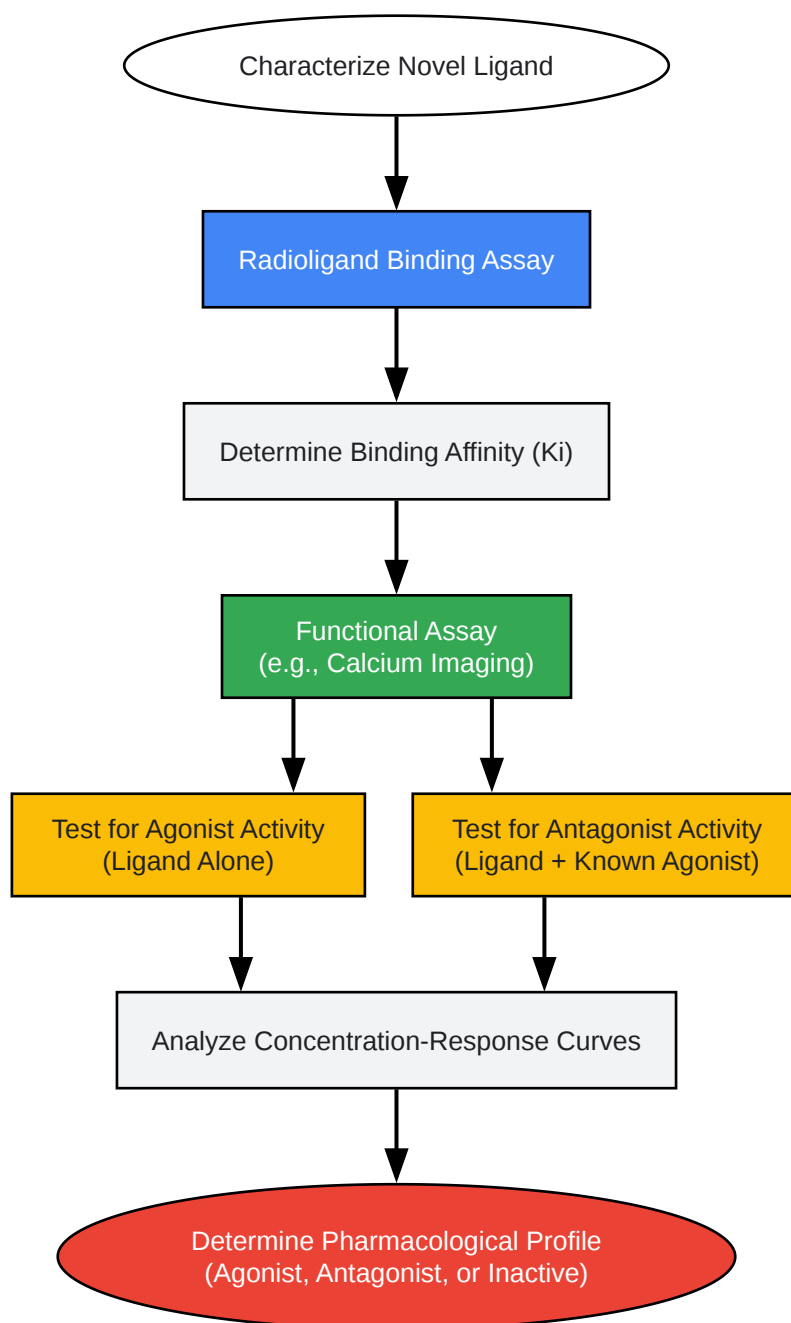 Characterize Novel Ligand
Radioligand Binding Assay
Determine Binding Affinity (Ki)
Functional Assay
(e.g., Calcium Imaging)
Test for Agonist Activity
(Ligand Alone)
Test for Antagonist Activity
(Ligand + Known Agonist)
Analyze Concentration-Response Curves
Determine Pharmacological Profile
(Agonist, Antagonist, or Inactive)